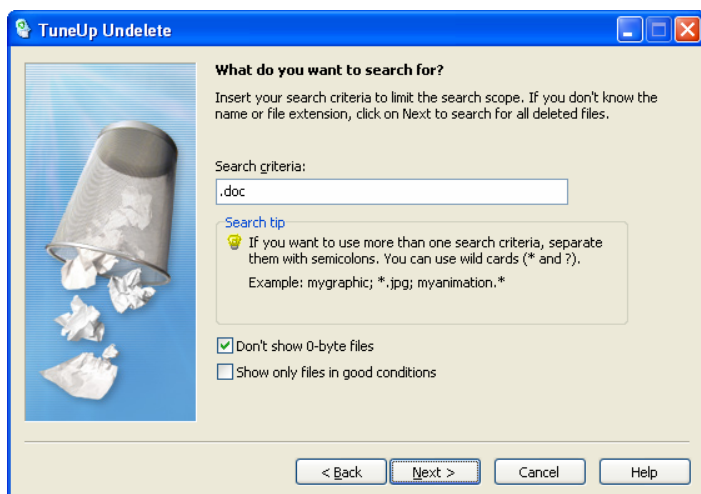 TuneUp Undelete
What do you want to search for?
Insert your search criteria to limit the search scope. If you don't know the
name or file extension, click on Next to search for all deleted files.
Search criteria:
.doc
Search tip
If you want to use more than one search criteria, separate
them with semicolons. You can use wild cards (* and ?).
Example: mygraphic; *.jpg; myanimation.*
Don't show 0-byte files
Show only files in good conditions
< Back Next > Cancel Help